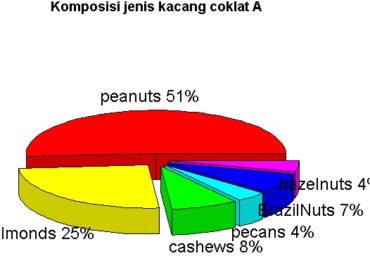 Komposisi jenis kacang coklat A
peanuts 51%
hazelnuts 4%
BrazilNuts 7%
lmonds 25%
pecans 4%
cashews 8%